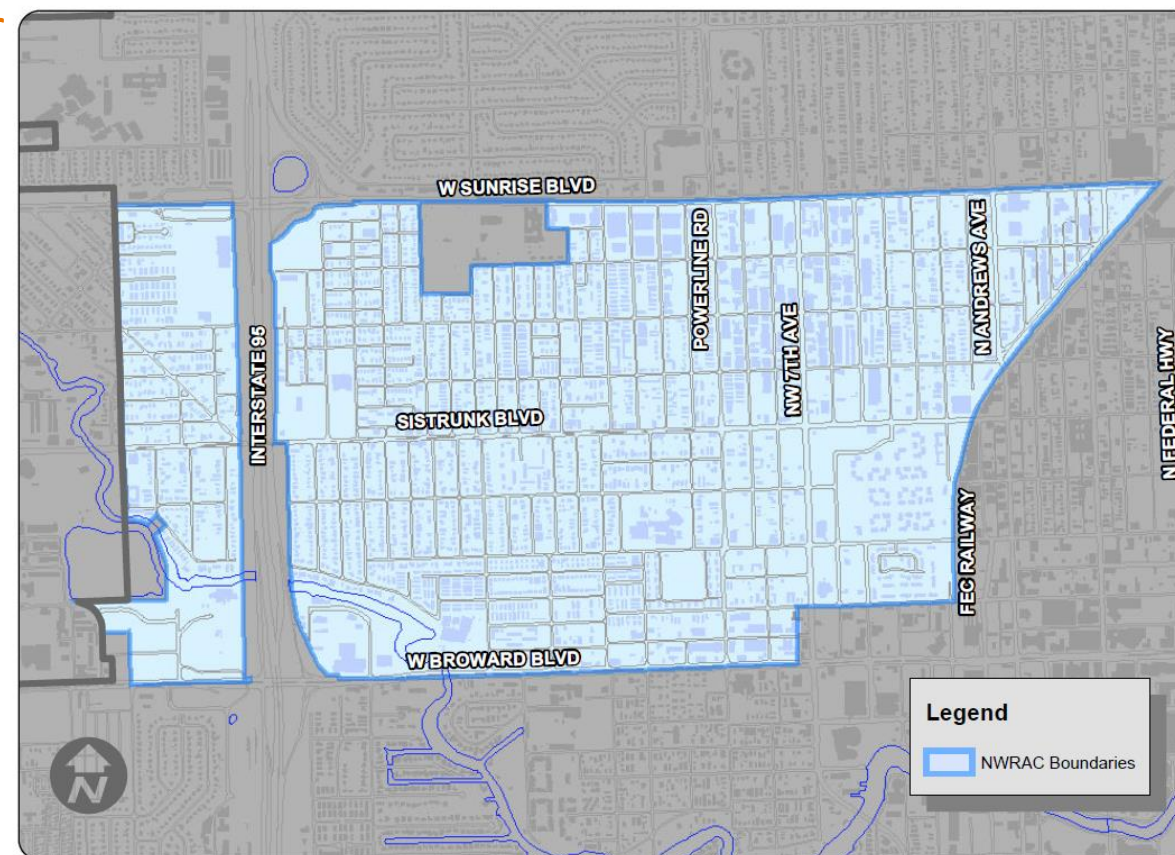 W SUNRISE BLVD
POWERLINE RD
N ANDREWS AVE
NW 7TH AVE
INTERSTATE 95
N FEDERAL HWY
SISTRUNK BLVD
FEC RAILWAY
W BROWARD BLVD
Legend
NWRAC Boundaries
N